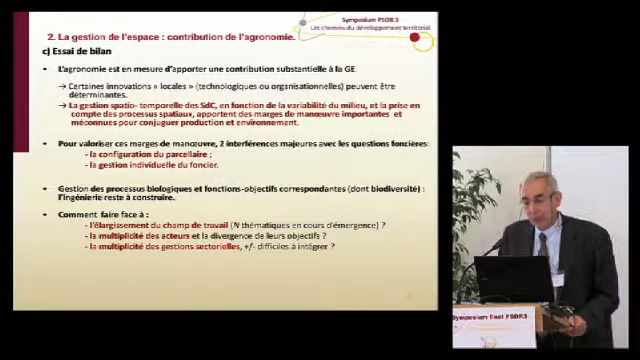 Symposium PSDR3
Les chemins du développement territorial
2. La gestion de l'espace : contribution de l'agronomie.
c) Essai de bilan
• L'agronomie est en mesure d'apporter une contribution substantielle à la GE.
→ Certaines innovations « locales » (technologiques ou organisationnelles) peuvent être
déterminantes.
→ La gestion spatio- temporelle des SdC, en fonction de la variabilité du milieu, et la prise en
compte des processus spatiaux, apportent des marges de manœuvre importantes et
méconnues pour conjuguer production et environnement.
• Pour valoriser ces marges de manœuvre, 2 interférences majeures avec les questions foncières:
- la configuration du parcellaire ;
- la gestion individuelle du foncier.
• Gestion des processus biologiques et fonctions-objectifs correspondantes (dont biodiversité) :
l'ingénierie reste à construire.
• Comment faire face à :
- l'élargissement du champ de travail (N thématiques en cours d'émergence) ?
- la multiplicité des acteurs et la divergence de leurs objectifs ?
- la multiplicité des gestions sectorielles, +/- difficiles à intégrer ?
Symposium Final PSDR3